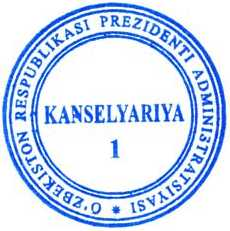 O'ZBEKISTON RESPUBLIKASI PREZIDENTI ADMINISTRATSIYASI
KANSELYARIYA
1